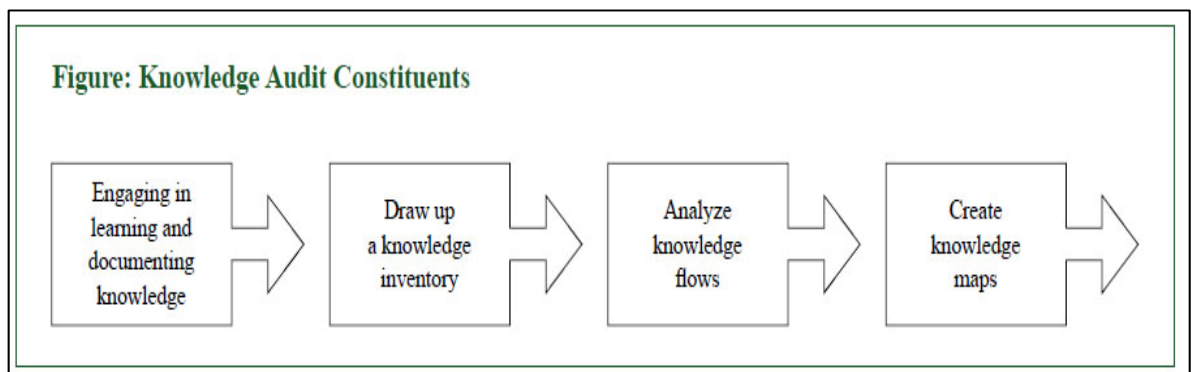 Figure: Knowledge Audit Constituents
Engaging in
learning and
documenting
knowledge
Draw up
a knowledge
inventory
Analyze
knowledge
flows
Create
knowledge
maps